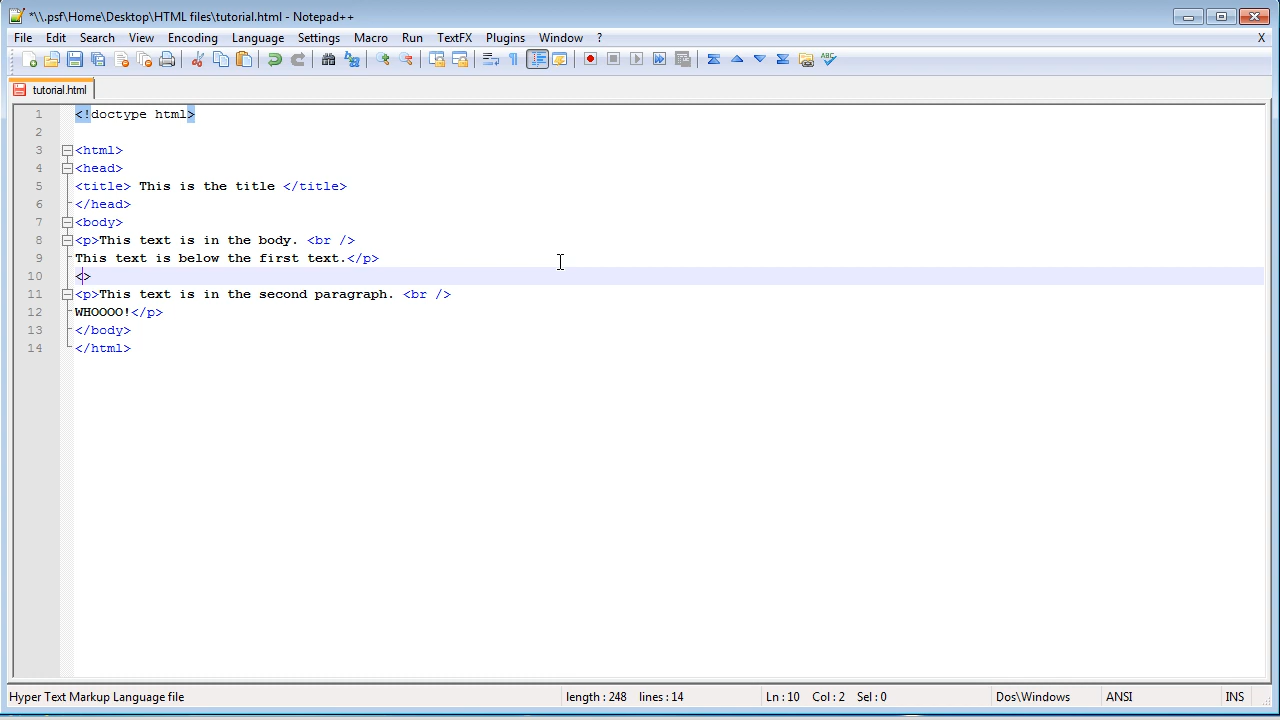 *\\.psf\Home\Desktop\HTML files\tutorial.html - Notepad++
File Edit Search View Encoding Language Settings Macro Run TextFX Plugins Window ? X
tutorial.html
1 <!doctype html>
2
3 <html>
4 <head>
5 <title> This is the title </title>
6 </head>
7 <body>
8 <p>This text is in the body. <br />
9 This text is below the first text.</p>
10 <>
11 <p>This text is in the second paragraph. <br />
12 WHOOOO!</p>
13 </body>
14 </html>
Hyper Text Markup Language file length : 248 lines : 14 Ln : 10 Col : 2 Sel : 0 Dos\Windows ANSI INS